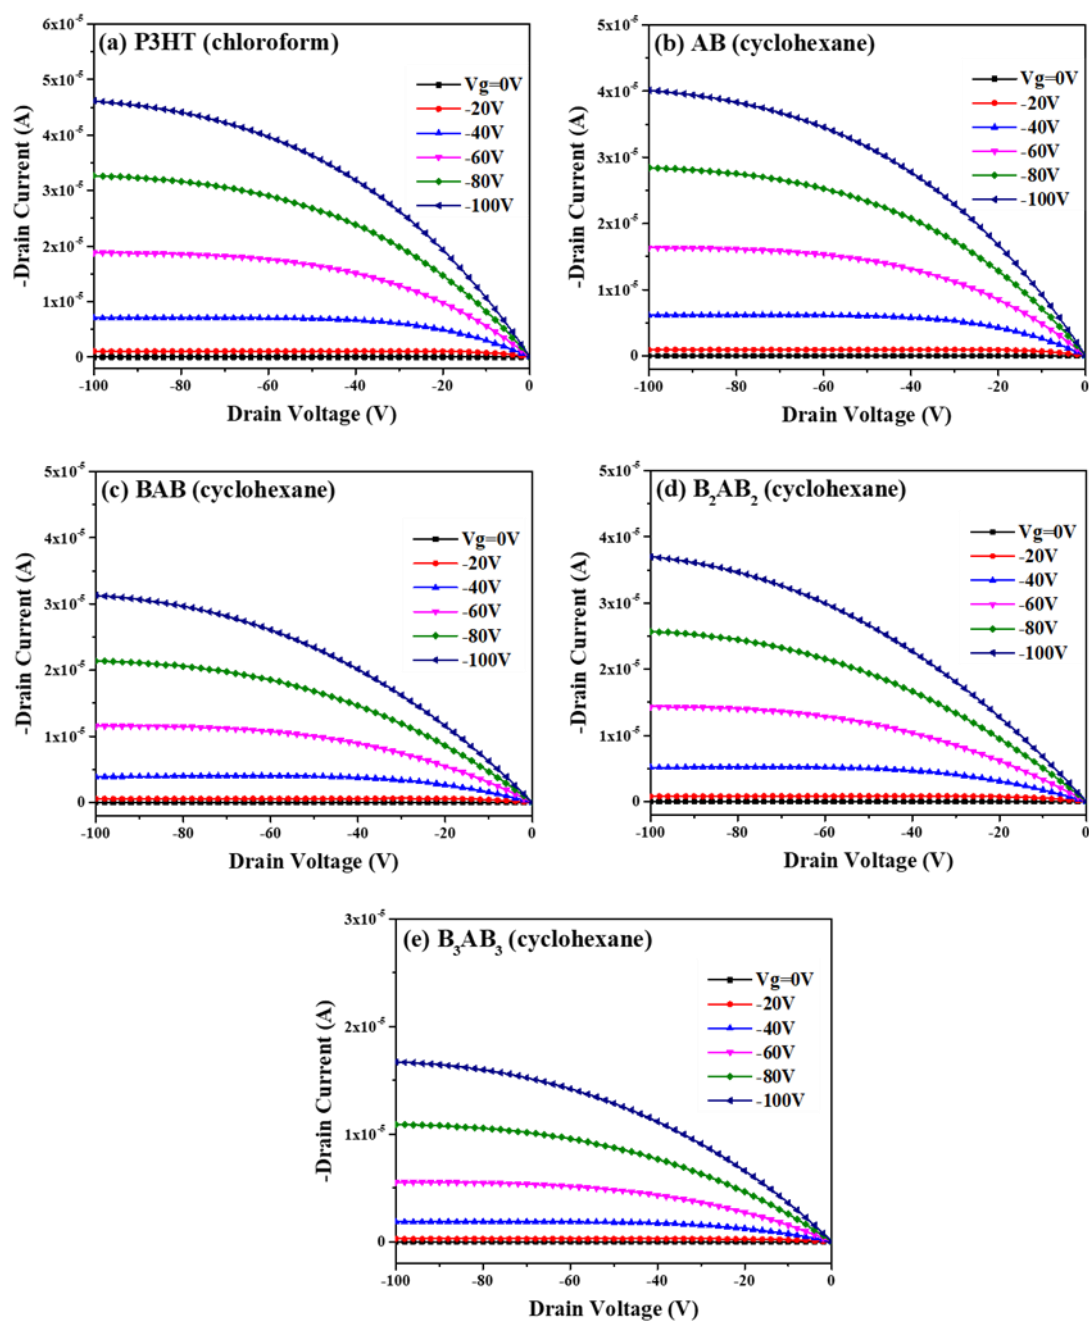 (a) P3HT (chloroform)
6x10⁻⁵
5x10⁻⁵
4x10⁻⁵
3x10⁻⁵
2x10⁻⁵
1x10⁻⁵
0
-Drain Current (A)
Vg=0V
-20V
-40V
-60V
-80V
-100V
-100 -80 -60 -40 -20 0
Drain Voltage (V)
(b) AB (cyclohexane)
5x10⁻⁵
4x10⁻⁵
3x10⁻⁵
2x10⁻⁵
1x10⁻⁵
0
-Drain Current (A)
Vg=0V
-20V
-40V
-60V
-80V
-100V
-100 -80 -60 -40 -20 0
Drain Voltage (V)
(c) BAB (cyclohexane)
5x10⁻⁵
4x10⁻⁵
3x10⁻⁵
2x10⁻⁵
1x10⁻⁵
0
-Drain Current (A)
Vg=0V
-20V
-40V
-60V
-80V
-100V
-100 -80 -60 -40 -20 0
Drain Voltage (V)
(d) B₂AB₂ (cyclohexane)
5x10⁻⁵
4x10⁻⁵
3x10⁻⁵
2x10⁻⁵
1x10⁻⁵
0
-Drain Current (A)
Vg=0V
-20V
-40V
-60V
-80V
-100V
-100 -80 -60 -40 -20 0
Drain Voltage (V)
(e) B₃AB₃ (cyclohexane)
3x10⁻⁵
2x10⁻⁵
1x10⁻⁵
0
-Drain Current (A)
Vg=0V
-20V
-40V
-60V
-80V
-100V
-100 -80 -60 -40 -20 0
Drain Voltage (V)